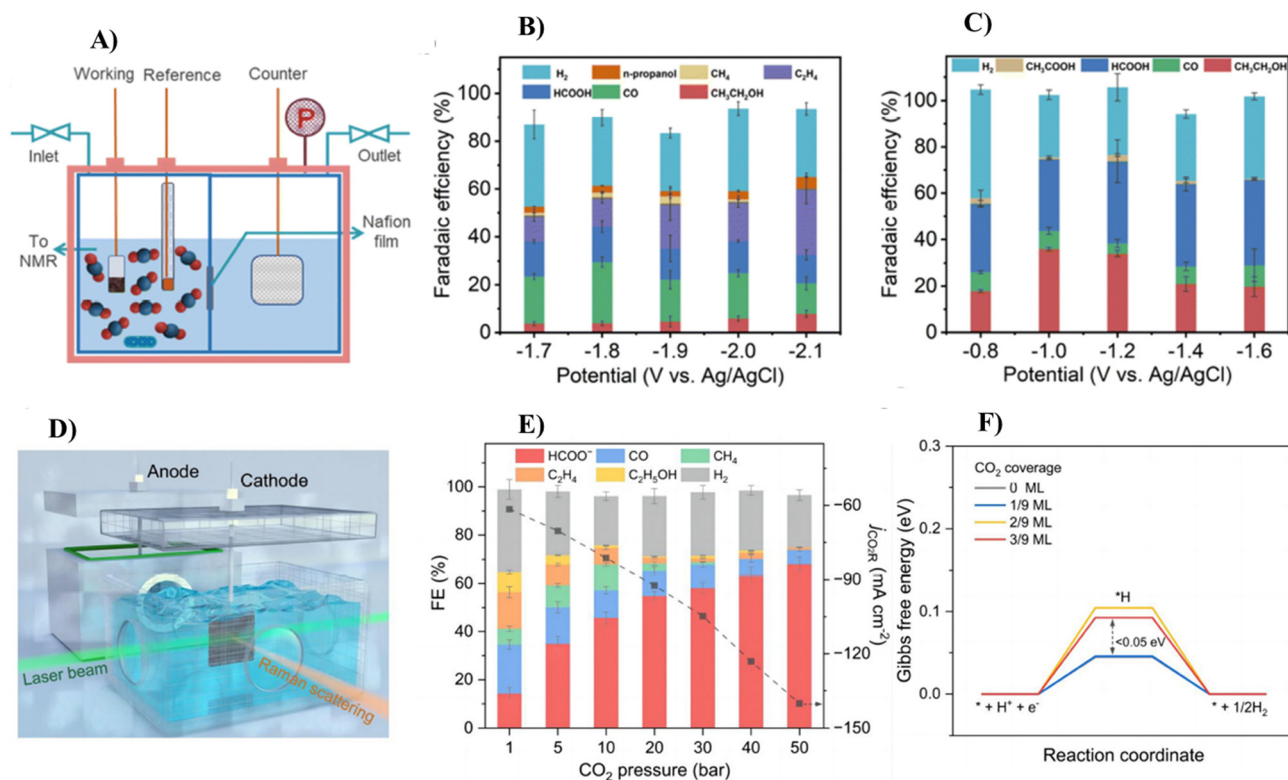 A)
Working Reference Counter
P
Inlet
Outlet
To
NMR
Nafion
film
B)
H2 n-propanol CH4 C2H4
HCOOH CO CH3CH2OH
Faradaic effciency (%)
100
80
60
40
20
0
-1.7 -1.8 -1.9 -2.0 -2.1
Potential (V vs. Ag/AgCl)
C)
H2 CH3COOH HCOOH CO CH3CH2OH
Faradaic efficiency (%)
100
80
60
40
20
0
-0.8 -1.0 -1.2 -1.4 -1.6
Potential (V vs. Ag/AgCl)
D)
Anode
Cathode
Laser beam
Raman scattering
E)
HCOO− CO CH4
C2H4 C2H5OH H2
FE (%)
100
80
60
40
20
0
1 5 10 20 30 40 50
CO2 pressure (bar)
−60
−90
−120
−150
jCO2R (mA cm−2)
F)
Gibbs free energy (eV)
0.3
0.2
0.1
0.0
CO2 coverage
0 ML
1/9 ML
2/9 ML
3/9 ML
*H
<0.05 eV
* + H+ + e-
* + 1/2H2
Reaction coordinate